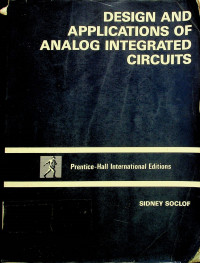 DESIGN AND
APPLICATIONS OF
ANALOG INTEGRATED
CIRCUITS
Prentice-Hall International Editions
SIDNEY SOCLOF